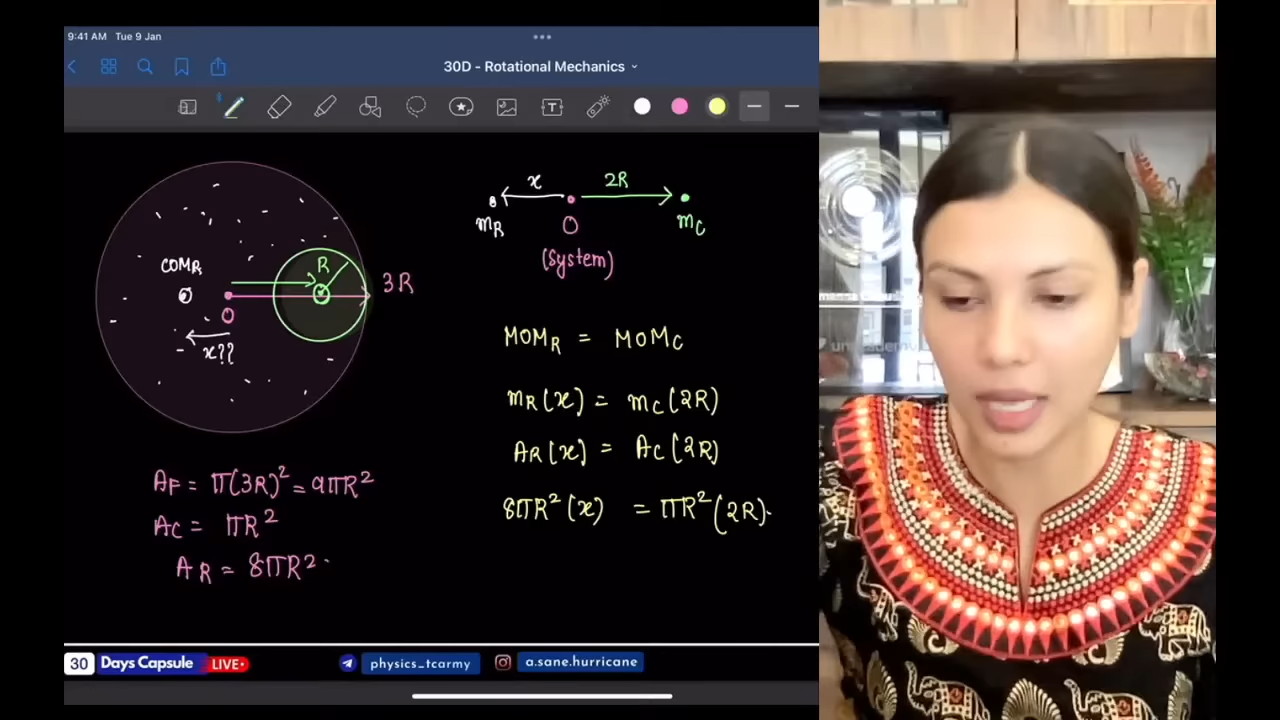 9:41 AM Tue 9 Jan
30D - Rotational Mechanics
COMR
R
3R
O
x??
AF = π(3R)² = 9πR²
AC = πR²
AR = 8πR²
x 2R
mR O mC
(System)
MOMR = MOMC
mR(x) = mC(2R)
AR(x) = AC(2R)
8πR²(x) = πR²(2R)
30 Days Capsule LIVE
physics_tcarmy
a.sane.hurricane